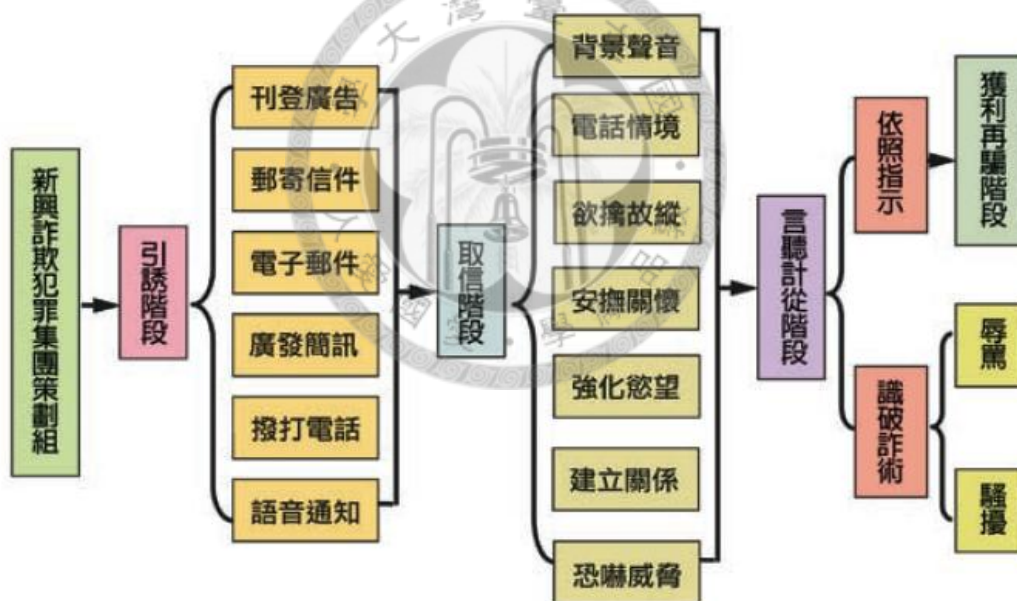 新興詐欺犯罪集團策劃組
引誘階段
刊登廣告
郵寄信件
電子郵件
廣發簡訊
撥打電話
語音通知
取信階段
背景聲音
電話情境
欲擒故縱
安撫關懷
強化慾望
建立關係
恐嚇威脅
言聽計從階段
依照指示
識破詐術
獲利再騙階段
辱罵
騷擾